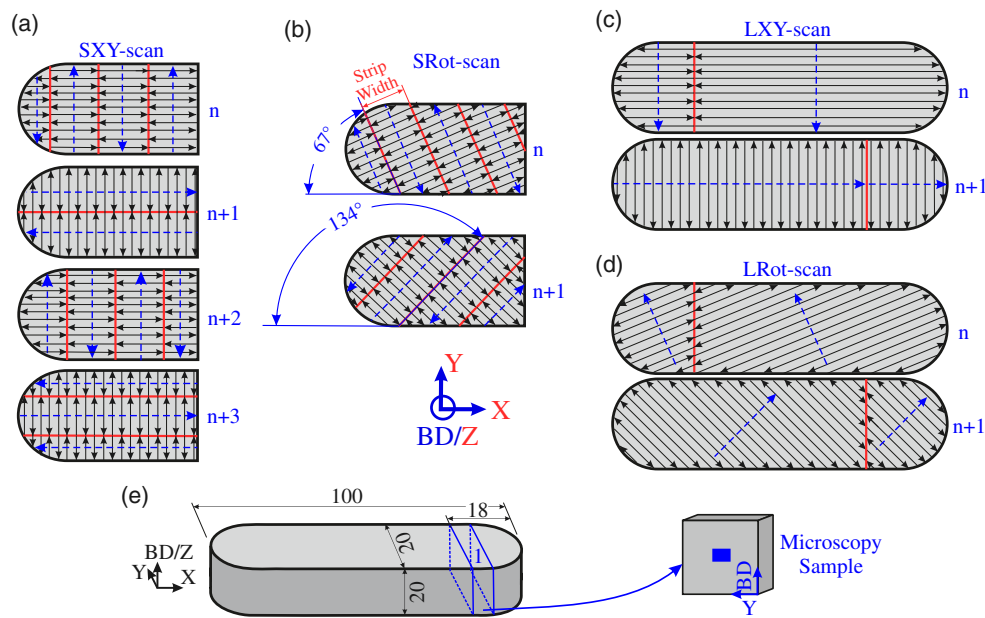 (a)
SXY-scan
n
n+1
n+2
n+3
(b)
SRot-scan
Strip
Width
67°
n
134°
n+1
Y
X
BD/Z
(c)
LXY-scan
n
n+1
(d)
LRot-scan
n
n+1
(e)
100
18
20
1
20
BD/Z
Y
X
Microscopy
Sample
BD
Y